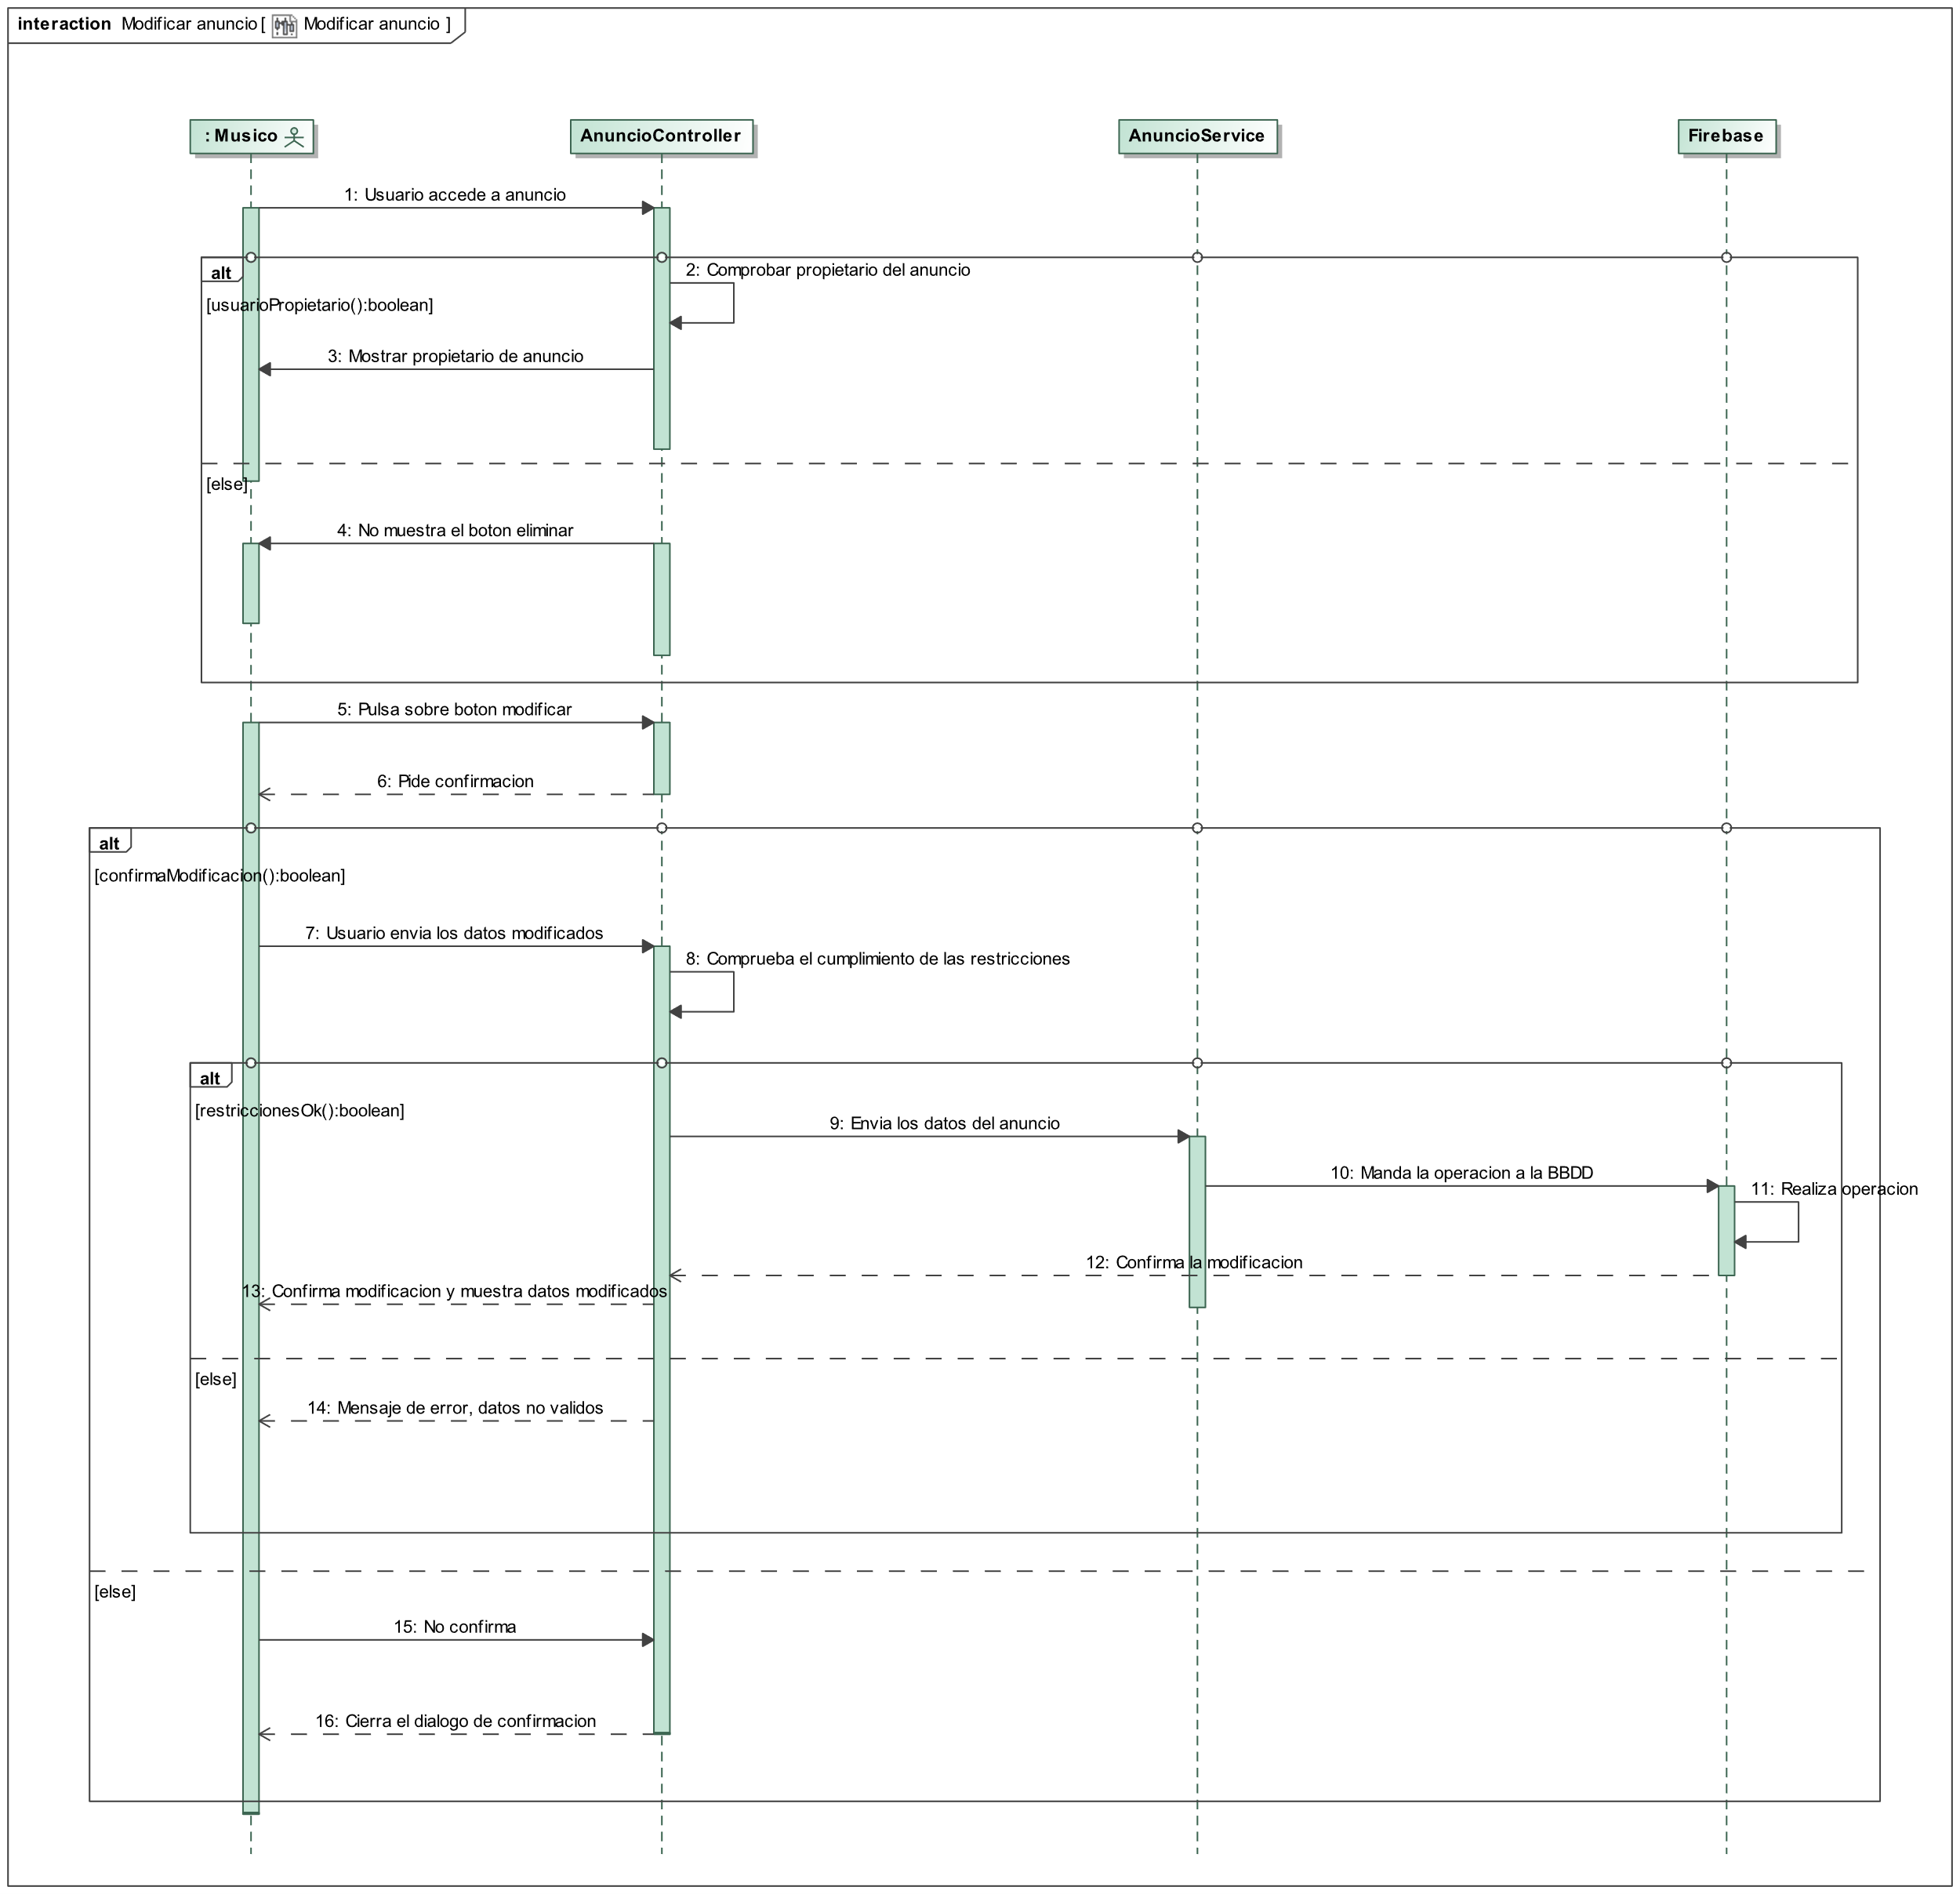 interaction Modificar anuncio [ Modificar anuncio ]
: Musico
AnuncioController
AnuncioService
Firebase
1: Usuario accede a anuncio
alt
2: Comprobar propietario del anuncio
[usuarioPropietario():boolean]
3: Mostrar propietario de anuncio
[else]
4: No muestra el boton eliminar
5: Pulsa sobre boton modificar
6: Pide confirmacion
alt
[confirmaModificacion():boolean]
7: Usuario envia los datos modificados
8: Comprueba el cumplimiento de las restricciones
alt
[restriccionesOk():boolean]
9: Envia los datos del anuncio
10: Manda la operacion a la BBDD
11: Realiza operacion
12: Confirma la modificacion
13: Confirma modificacion y muestra datos modificados
[else]
14: Mensaje de error, datos no validos
[else]
15: No confirma
16: Cierra el dialogo de confirmacion